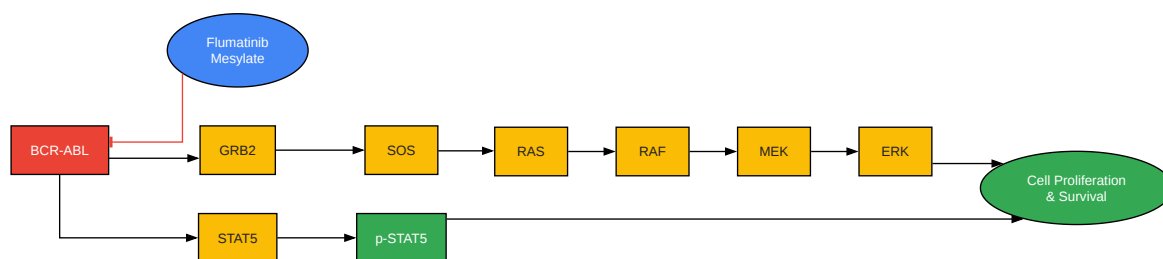 Flumatinib
Mesylate
BCR-ABL
GRB2
SOS
RAS
RAF
MEK
ERK
Cell Proliferation
& Survival
STAT5
p-STAT5